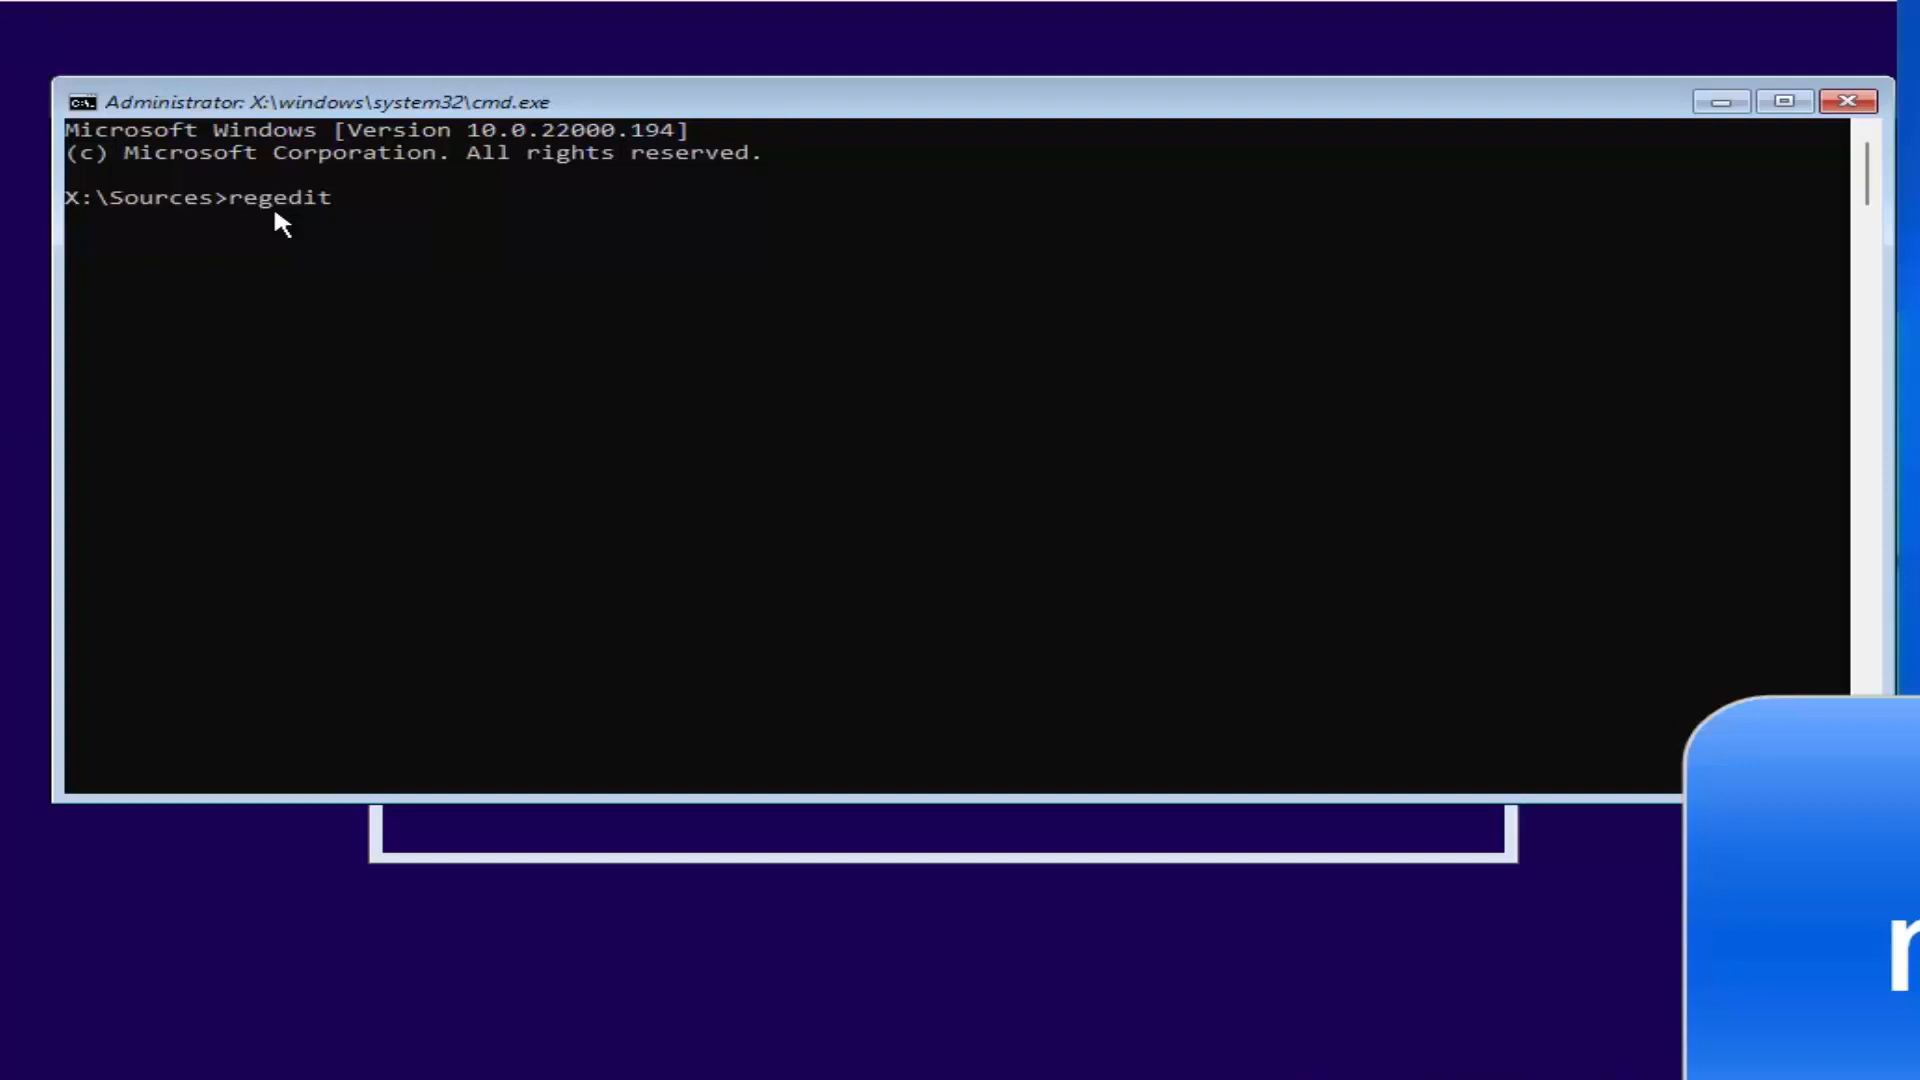 Administrator: X:\windows\system32\cmd.exe
Microsoft Windows [Version 10.0.22000.194]
(c) Microsoft Corporation. All rights reserved.
X:\Sources>regedit